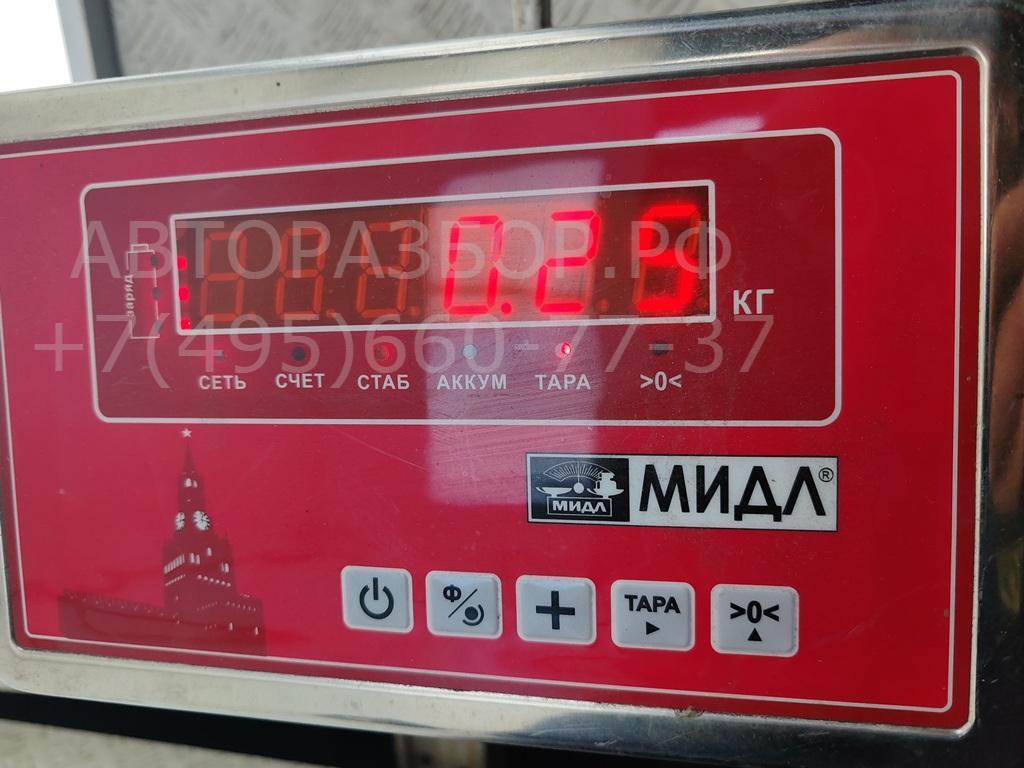 АВТОРАЗБОР.РФ
0.25
КГ
+7(495)660-77-37
заряд
СЕТЬ СЧЕТ СТАБ АККУМ ТАРА >0<
МИДЛ МИДЛ®
Ф ТАРА >0<